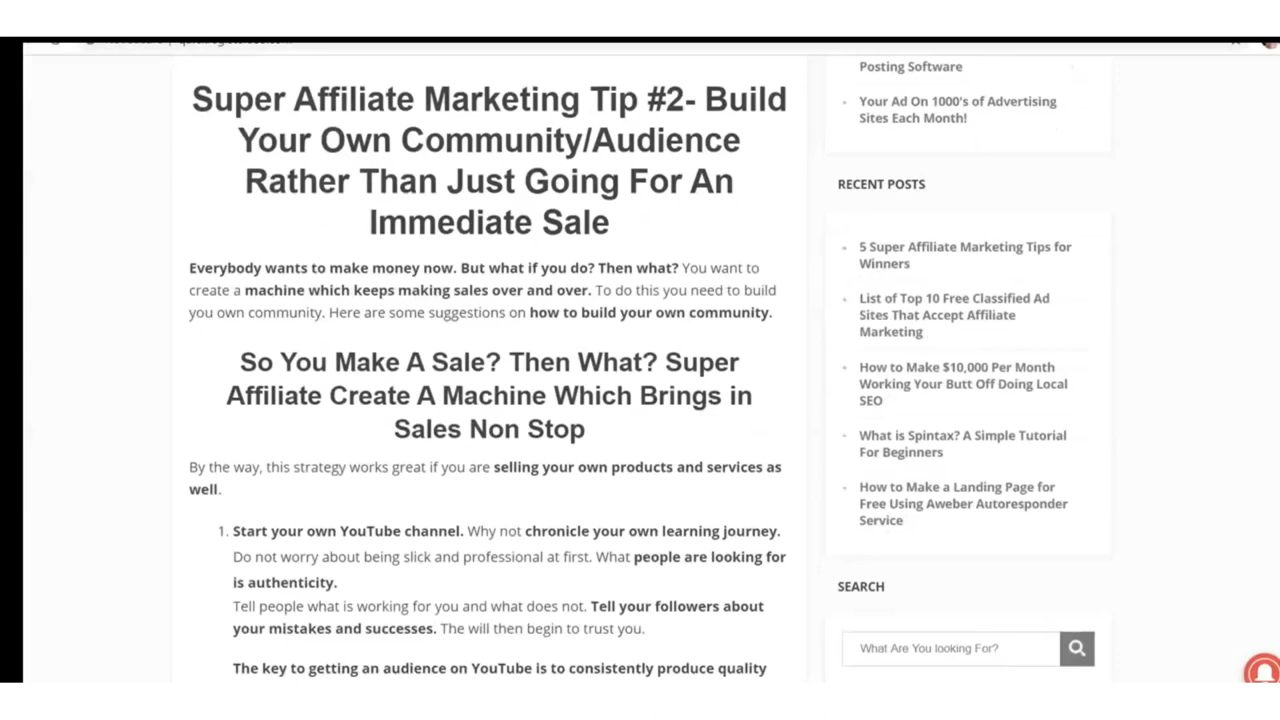 Super Affiliate Marketing Tip #2- Build
Your Own Community/Audience
Rather Than Just Going For An
Immediate Sale
Everybody wants to make money now. But what if you do? Then what? You want to
create a machine which keeps making sales over and over. To do this you need to build
you own community. Here are some suggestions on how to build your own community.
So You Make A Sale? Then What? Super
Affiliate Create A Machine Which Brings in
Sales Non Stop
By the way, this strategy works great if you are selling your own products and services as
well.
1. Start your own YouTube channel. Why not chronicle your own learning journey.
Do not worry about being slick and professional at first. What people are looking for
is authenticity.
Tell people what is working for you and what does not. Tell your followers about
your mistakes and successes. The will then begin to trust you.
The key to getting an audience on YouTube is to consistently produce quality
Posting Software
Your Ad On 1000's of Advertising
Sites Each Month!
RECENT POSTS
5 Super Affiliate Marketing Tips for
Winners
List of Top 10 Free Classified Ad
Sites That Accept Affiliate
Marketing
How to Make $10,000 Per Month
Working Your Butt Off Doing Local
SEO
What is Spintax? A Simple Tutorial
For Beginners
How to Make a Landing Page for
Free Using Aweber Autoresponder
Service
SEARCH
What Are You looking For?